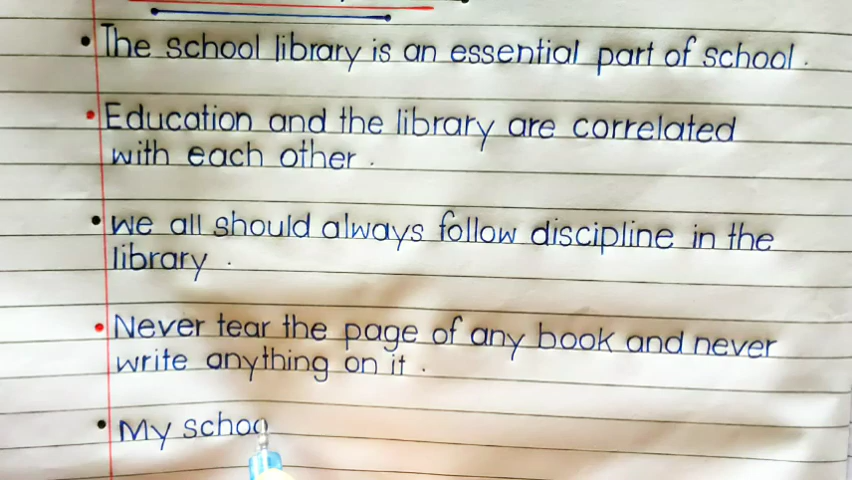 • The school library is an essential part of school.
• Education and the library are correlated
with each other.
• we all should always follow discipline in the
library.
• Never tear the page of any book and never
write anything on it.
• My schoo